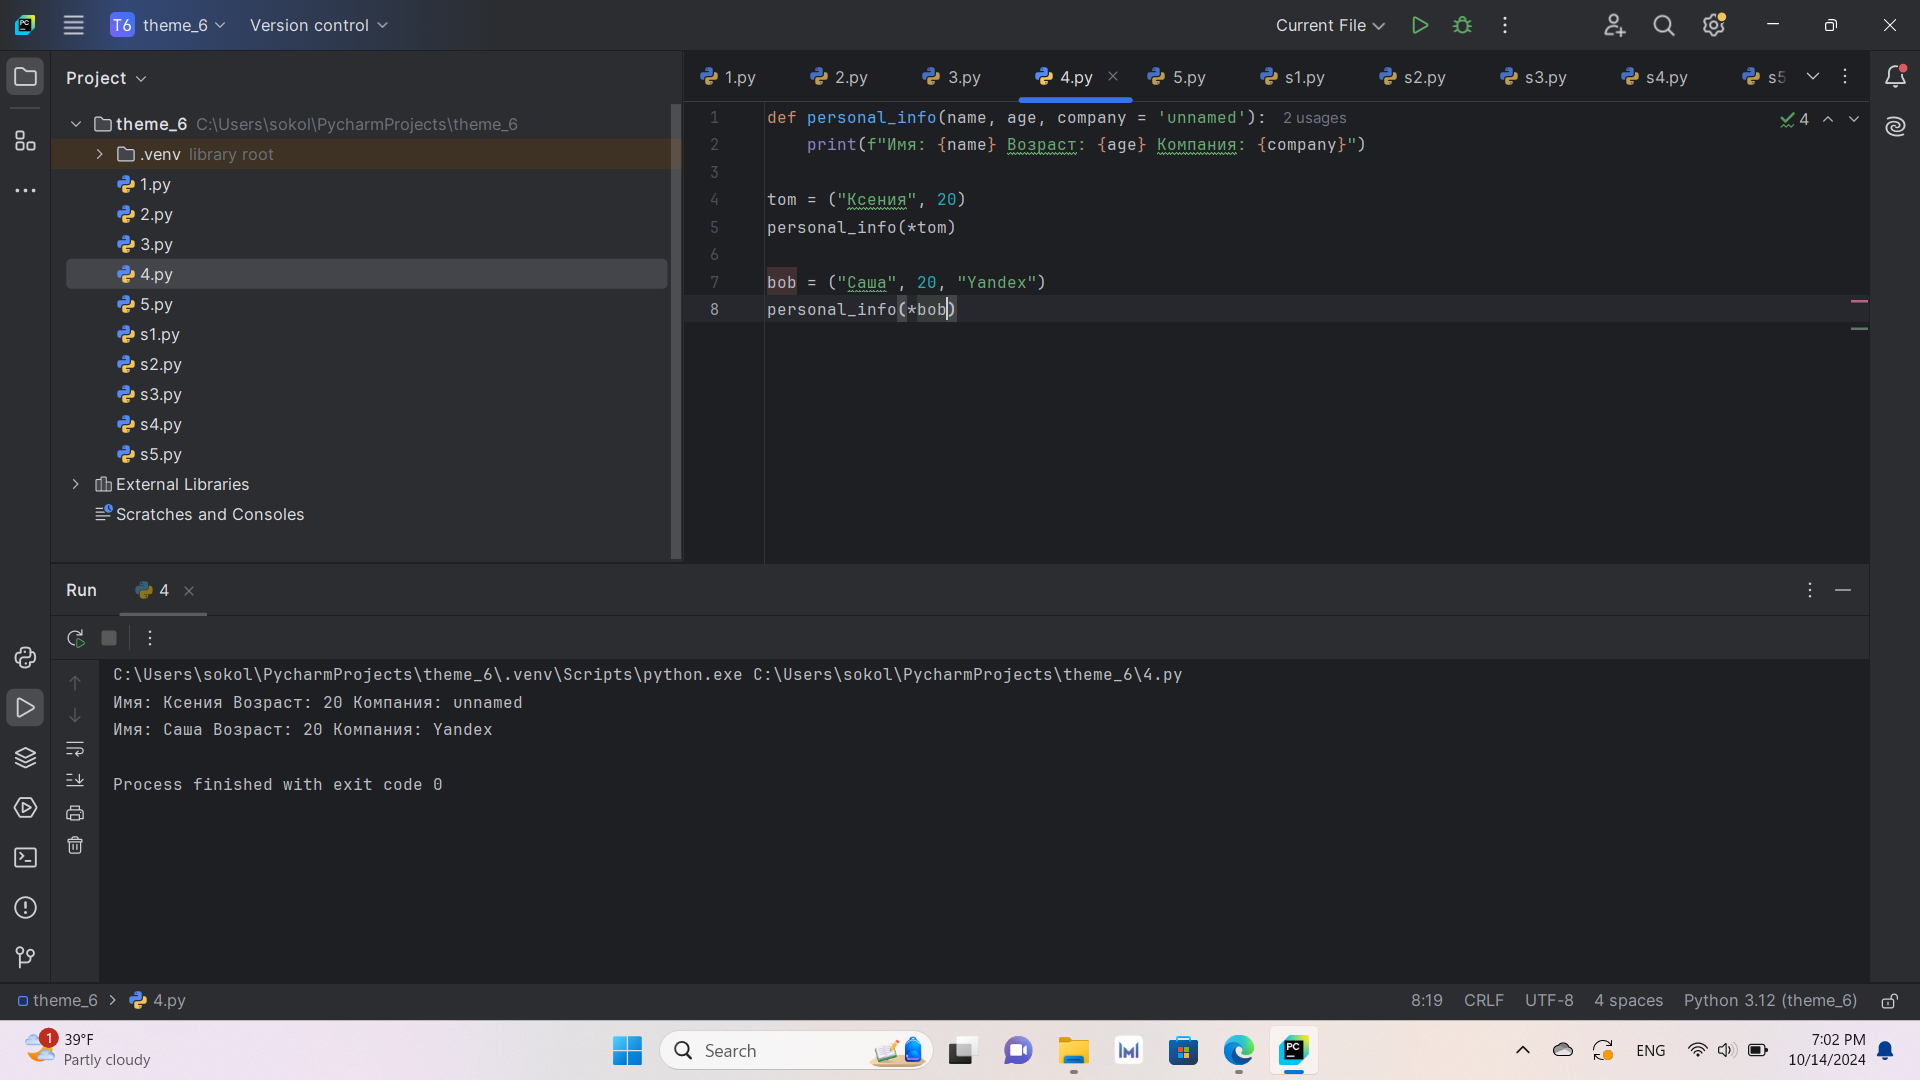 T6 theme_6 Version control Current File
Project
1.py 2.py 3.py 4.py 5.py s1.py s2.py s3.py s4.py s5
theme_6 C:\Users\sokol\PycharmProjects\theme_6
.venv library root
1.py
2.py
3.py
4.py
5.py
s1.py
s2.py
s3.py
s4.py
s5.py
External Libraries
Scratches and Consoles
1 def personal_info(name, age, company = 'unnamed'): 2 usages
2 print(f"Имя: {name} Возраст: {age} Компания: {company}")
3
4 tom = ("Ксения", 20)
5 personal_info(*tom)
6
7 bob = ("Саша", 20, "Yandex")
8 personal_info(*bob)
4
Run 4
C:\Users\sokol\PycharmProjects\theme_6\.venv\Scripts\python.exe C:\Users\sokol\PycharmProjects\theme_6\4.py
Имя: Ксения Возраст: 20 Компания: unnamed
Имя: Саша Возраст: 20 Компания: Yandex
Process finished with exit code 0
theme_6 4.py 8:19 CRLF UTF-8 4 spaces Python 3.12 (theme_6)
1 39°F
Partly cloudy
Search
PC
ENG
7:02 PM
10/14/2024